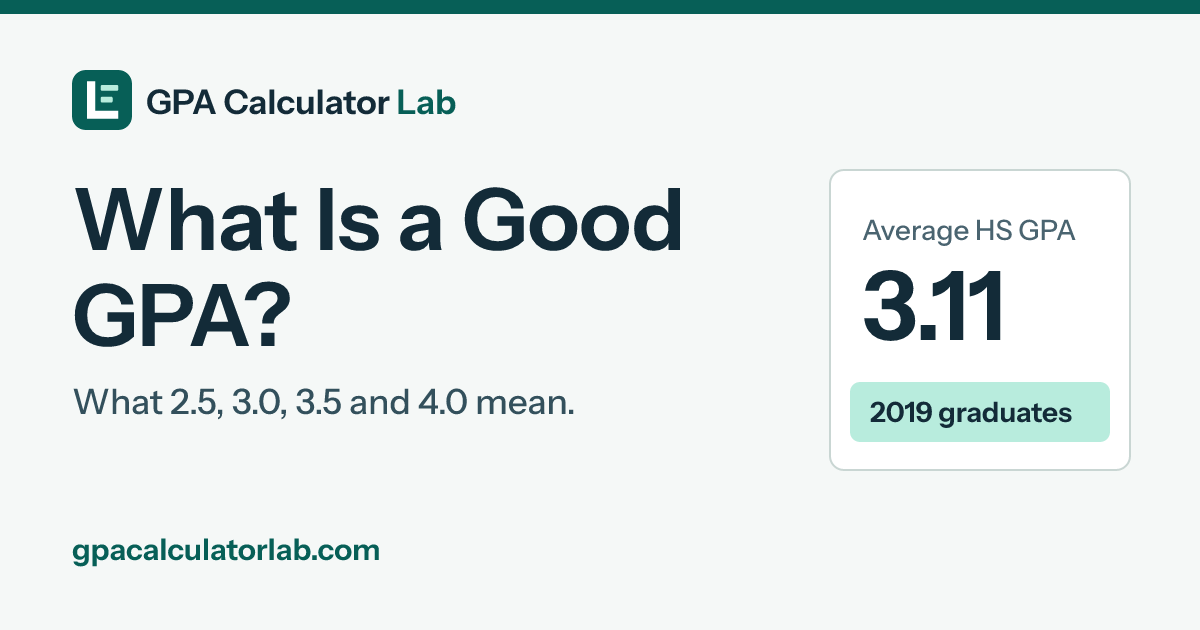 GPA Calculator Lab
What Is a Good
GPA?
What 2.5, 3.0, 3.5 and 4.0 mean.
Average HS GPA
3.11
2019 graduates
gpacalculatorlab.com